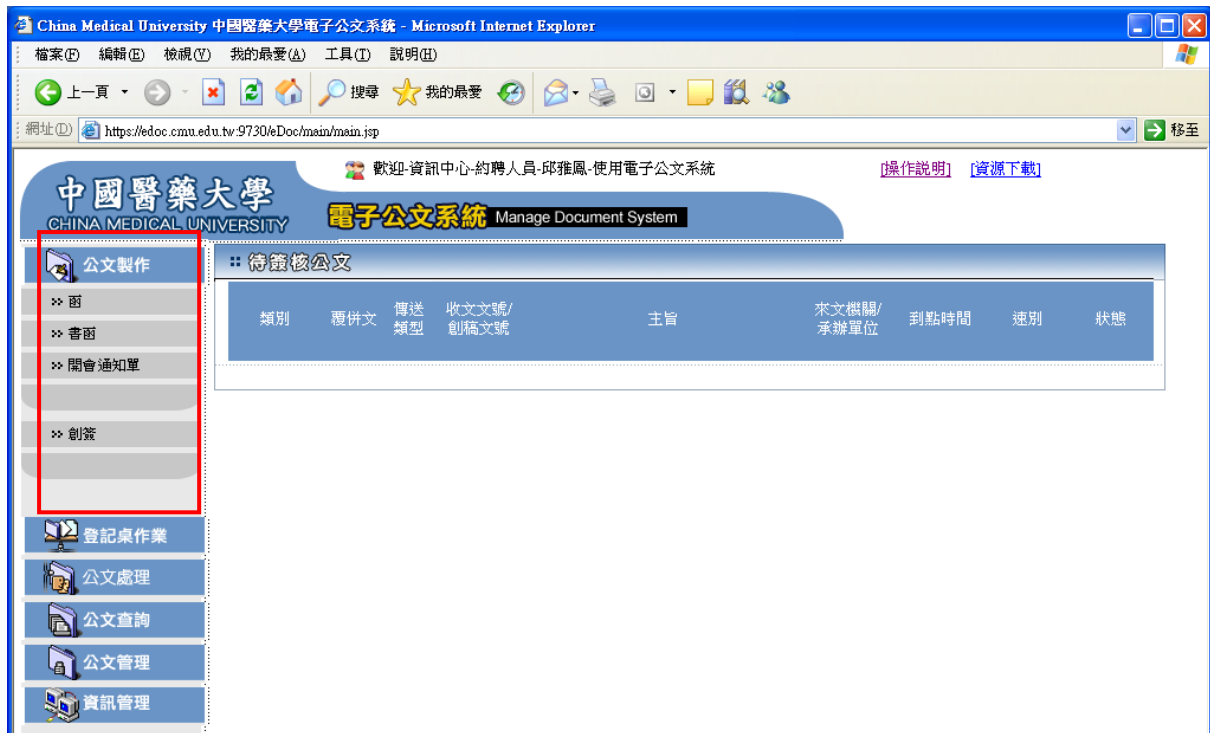 China Medical University 中國醫藥大學電子公文系統 - Microsoft Internet Explorer
檔案(F) 編輯(E) 檢視(V) 我的最愛(A) 工具(T) 說明(H)
上一頁 搜尋 我的最愛
網址(D) https://edoc.cmu.edu.tw:9730/eDoc/main/main.jsp 移至
歡迎-資訊中心-約聘人員-邱雅鳳-使用電子公文系統 [操作說明] [資源下載]
中國醫藥大學
CHINA MEDICAL UNIVERSITY
電子公文系統 Manage Document System
公文製作
›› 函
›› 書函
›› 開會通知單
›› 創簽
登記桌作業
公文處理
公文查詢
公文管理
資訊管理
待簽核公文
類別 覆併文 傳送類型 收文文號/創稿文號 主旨 來文機關/承辦單位 到點時間 速別 狀態